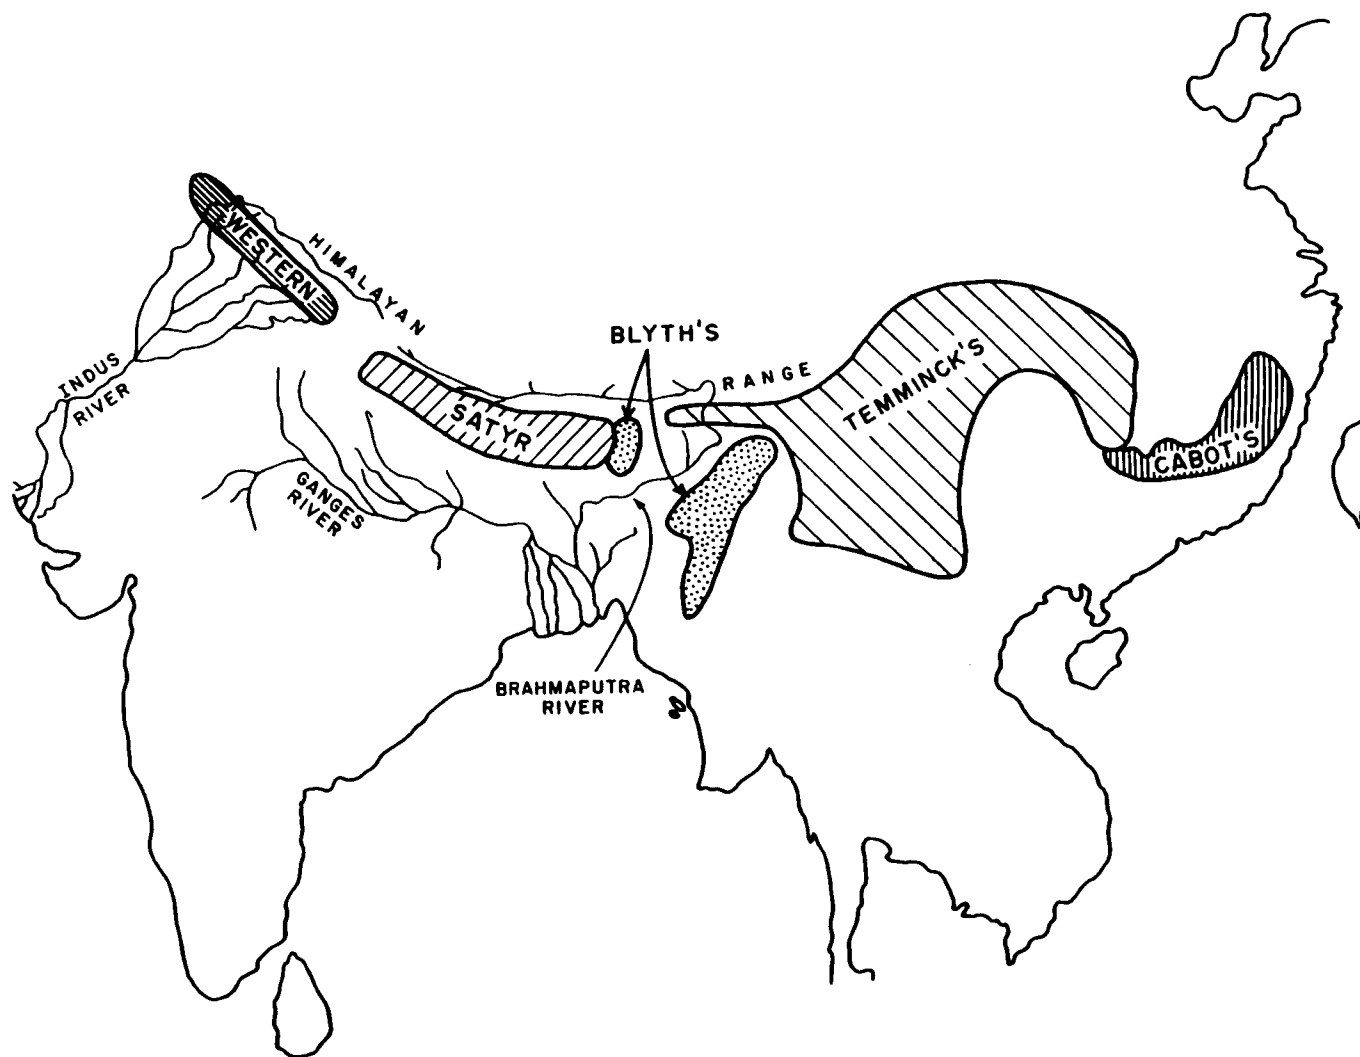 WESTERN
HIMALAYAN
BLYTH'S
RANGE
TEMMINCK'S
INDUS
RIVER
SATYR
CABOT'S
GANGES
RIVER
BRAHMAPUTRA
RIVER